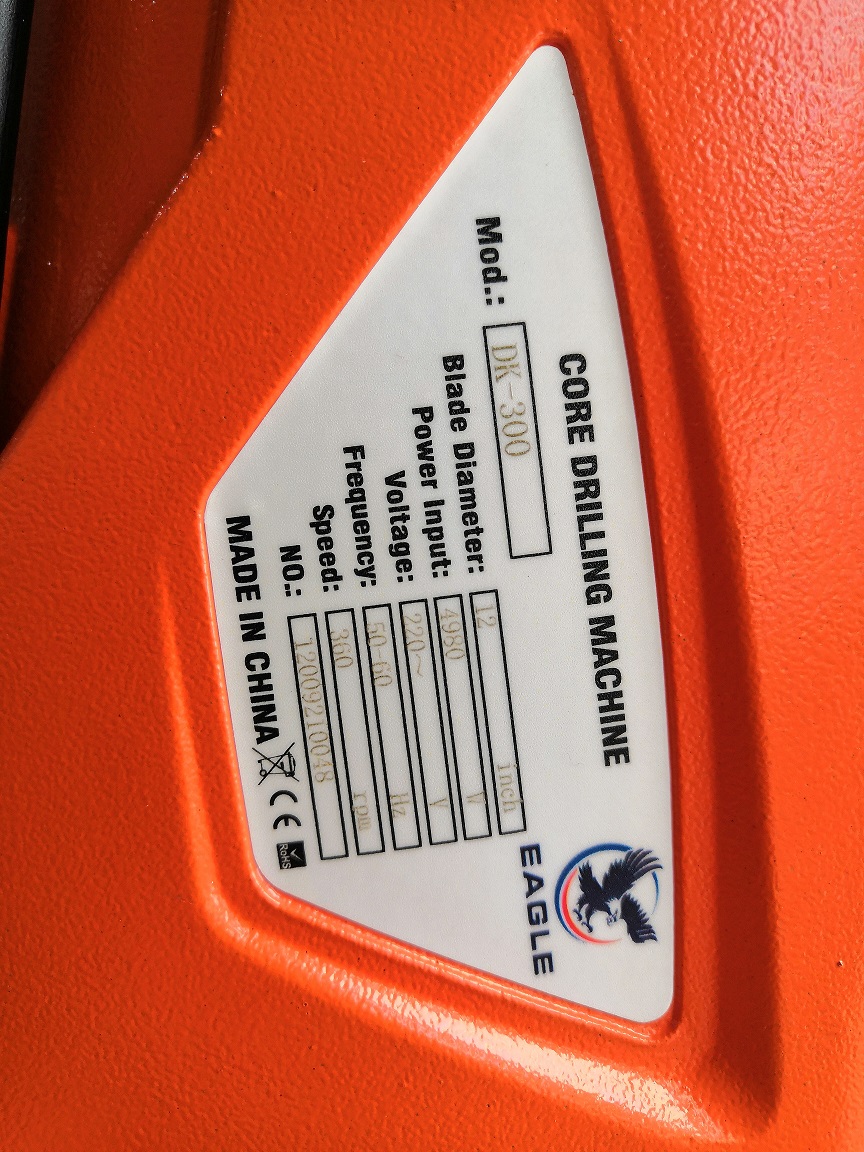 CORE DRILLING MACHINE
EAGLE
Mod.: DK-300
Blade Diameter: 12 inch
Power Input: 4980 W
Voltage: 220~ V
Frequency: 50-60 Hz
Speed: 360 rpm
NO.: 12009210048
MADE IN CHINA CE RoHS